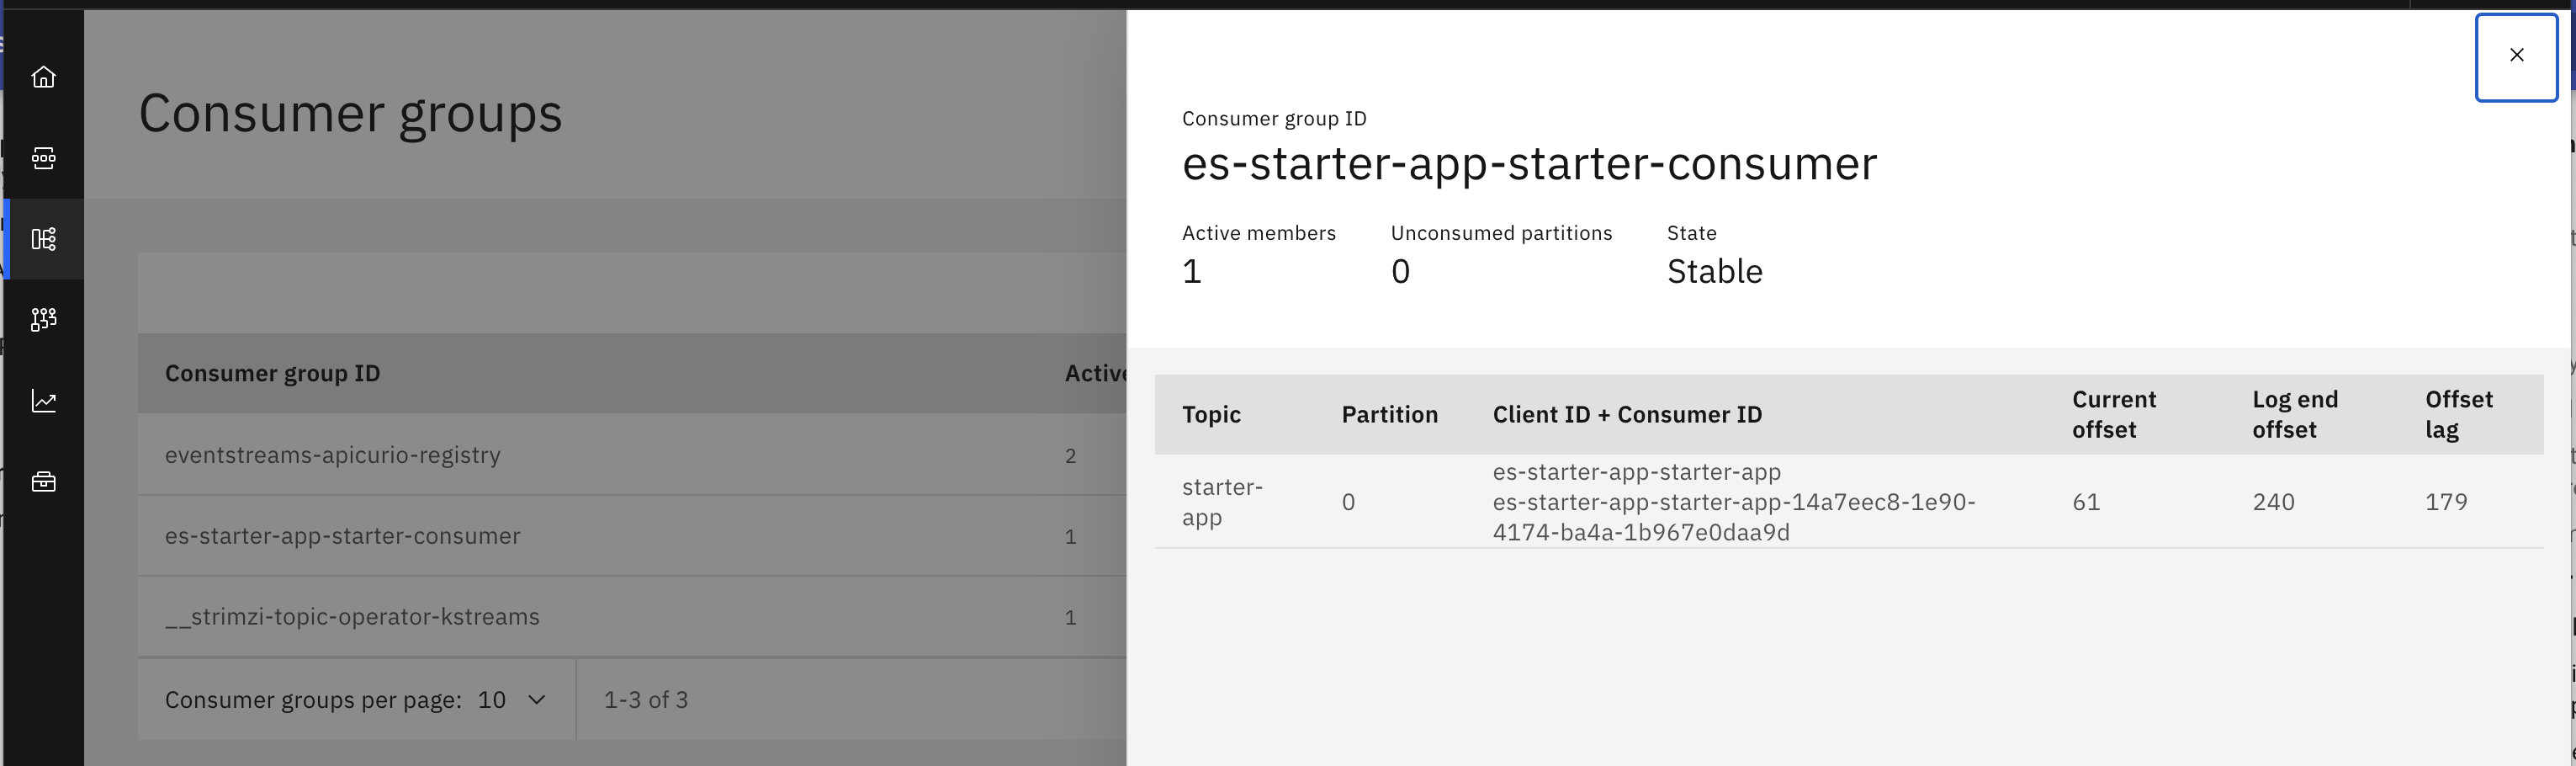 Consumer groups
Consumer group ID
eventstreams-apicurio-registry
2
es-starter-app-starter-consumer
1
__strimzi-topic-operator-kstreams
1
Consumer groups per page: 10
1-3 of 3
Consumer group ID
es-starter-app-starter-consumer
Active members
Unconsumed partitions
State
1
0
Stable
Topic
Partition
Client ID + Consumer ID
Current
offset
Log end
offset
Offset
lag
starter-
app
0
es-starter-app-starter-app
es-starter-app-starter-app-14a7eec8-1e90-
4174-ba4a-1b967e0daa9d
61
240
179